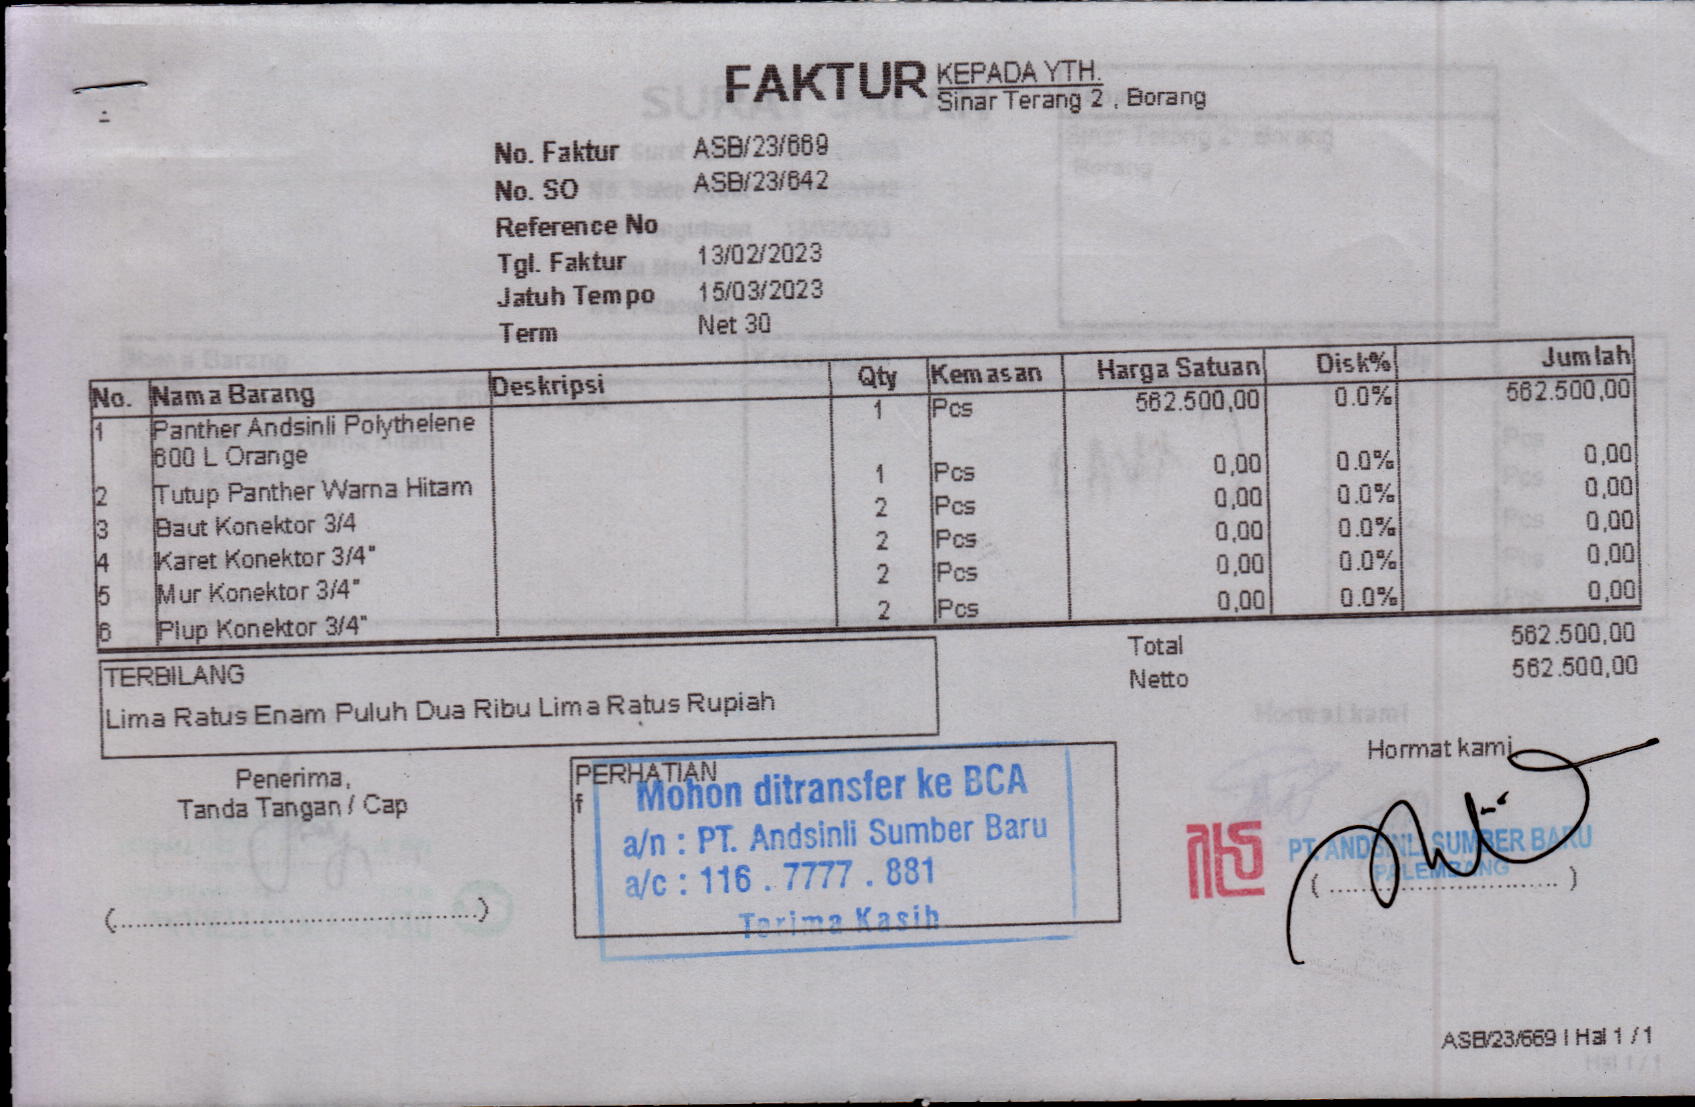 FAKTUR
KEPADA YTH.
Sinar Terang 2 , Borang
No. Faktur ASB/23/669
No. SO ASB/23/642
Reference No
Tgl. Faktur 13/02/2023
Jatuh Tempo 15/03/2023
Term Net 30
No. Nama Barang Deskripsi Qty Kemasan Harga Satuan Disk% Jumlah
1 Panther Andsinli Polythelene 1 Pcs 562.500,00 0.0% 562.500,00
600 L Orange
2 Tutup Panther Warna Hitam 1 Pcs 0,00 0.0% 0,00
3 Baut Konektor 3/4 2 Pcs 0,00 0.0% 0,00
4 Karet Konektor 3/4" 2 Pcs 0,00 0.0% 0,00
5 Mur Konektor 3/4" 2 Pcs 0,00 0.0% 0,00
6 Plup Konektor 3/4" 2 Pcs 0,00 0.0% 0,00
Total 562.500,00
Netto 562.500,00
TERBILANG
Lima Ratus Enam Puluh Dua Ribu Lima Ratus Rupiah
Penerima,
Tanda Tangan / Cap
(........................................)
PERHATIAN
f
Mohon ditransfer ke BCA
a/n : PT. Andsinli Sumber Baru
a/c : 116 . 7777 . 881
Terima Kasih
Hormat kami
PT. ANDSINLI SUMBER BARU
PALEMBANG
( .............................. )
ASB/23/669 | Hal 1 / 1